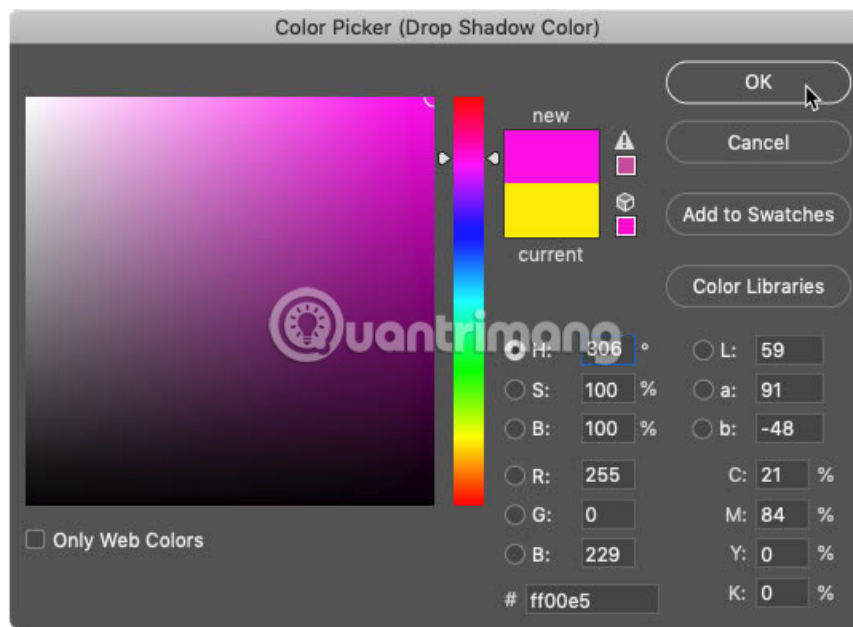 Color Picker (Drop Shadow Color)
OK
new
Cancel
Add to Swatches
current
Color Libraries
Quantrimang
H: 306 °
L: 59
S: 100 %
a: 91
B: 100 %
b: -48
R: 255
C: 21 %
G: 0
M: 84 %
Only Web Colors
B: 229
Y: 0 %
# ff00e5
K: 0 %